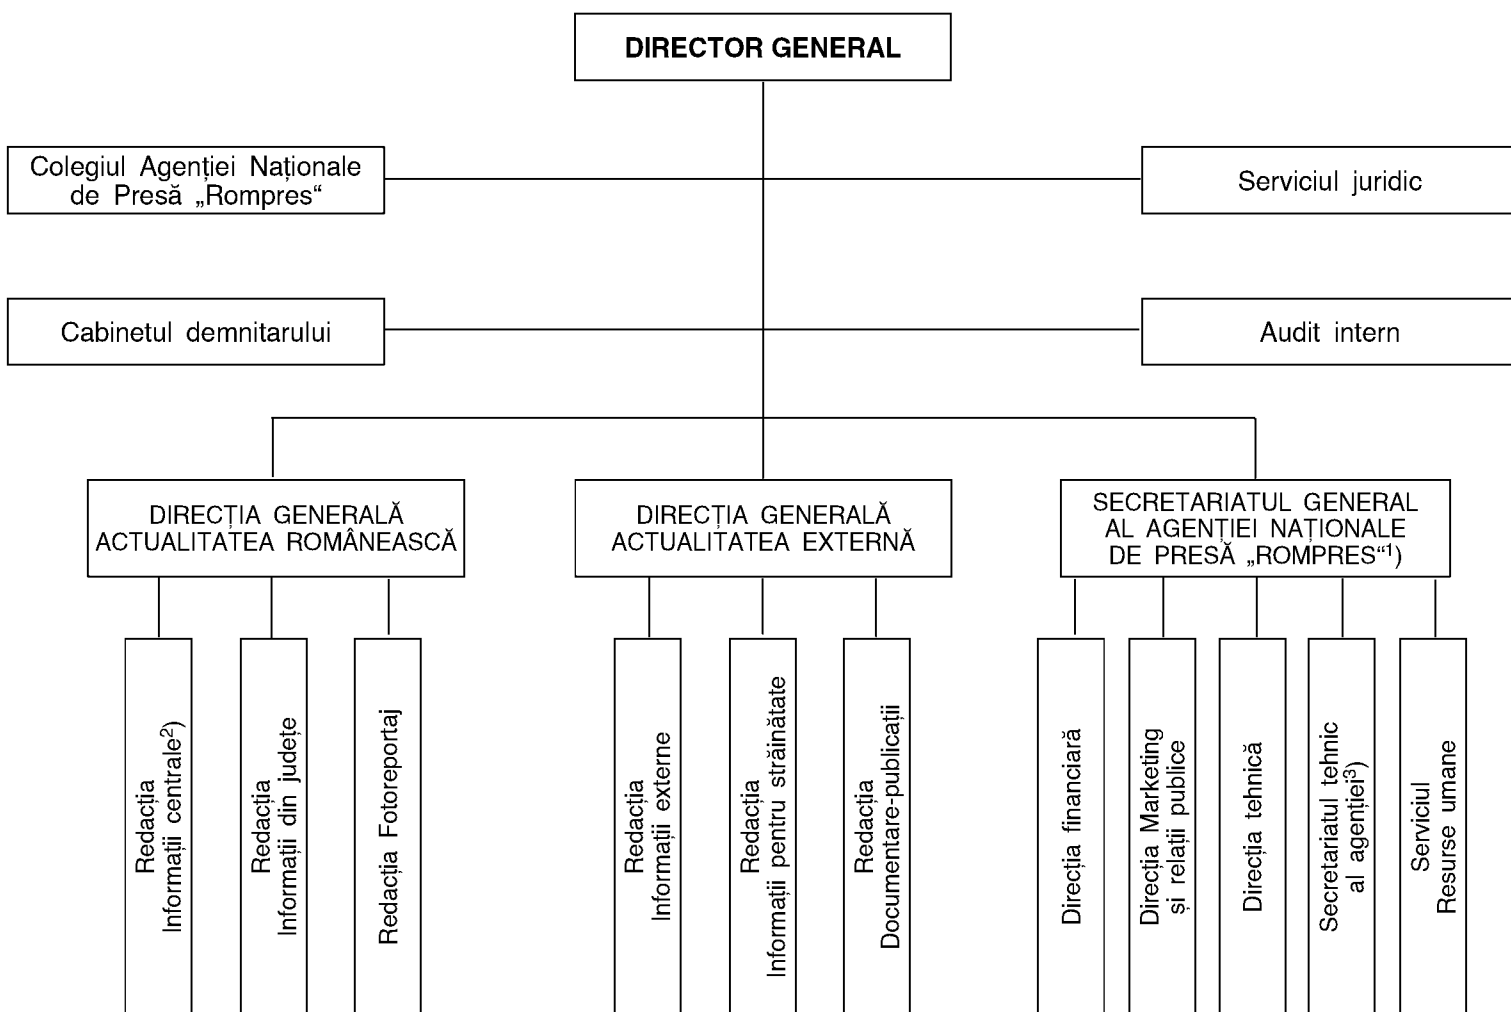 DIRECTOR GENERAL
Colegiul Agenției Naționale
de Presă „Rompres“
Serviciul juridic
Cabinetul demnitarului
Audit intern
DIRECȚIA GENERALĂ
ACTUALITATEA ROMÂNEASCĂ
DIRECȚIA GENERALĂ
ACTUALITATEA EXTERNĂ
SECRETARIATUL GENERAL
AL AGENȚIEI NAȚIONALE
DE PRESĂ „ROMPRES“¹)
Redacția
Informații centrale²)
Redacția
Informații din județe
Redacția Fotoreportaj
Redacția
Informații externe
Redacția
Informații pentru străinătate
Redacția
Documentare-publicații
Direcția financiară
Direcția Marketing
și relații publice
Direcția tehnică
Secretariatul tehnic
al agenției³)
Serviciul
Resurse umane